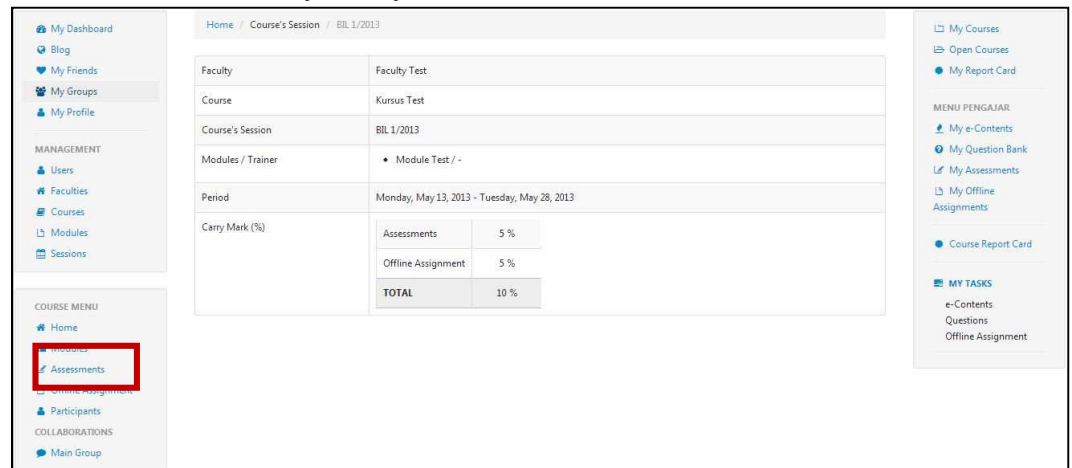 My Dashboard
Blog
My Friends
My Groups
My Profile
MANAGEMENT
Users
Faculties
Courses
Modules
Sessions
COURSE MENU
Home
Modules
Assessments
Offline Assignment
Participants
COLLABORATIONS
Main Group
Home / Course's Session / BIL 1/2013
Faculty Faculty Test
Course Kursus Test
Course's Session BIL 1/2013
Modules / Trainer • Module Test / -
Period Monday, May 13, 2013 - Tuesday, May 28, 2013
Carry Mark (%)
Assessments 5 %
Offline Assignment 5 %
TOTAL 10 %
My Courses
Open Courses
My Report Card
MENU PENGAJAR
My e-Contents
My Question Bank
My Assessments
My Offline
Assignments
Course Report Card
MY TASKS
e-Contents
Questions
Offline Assignment